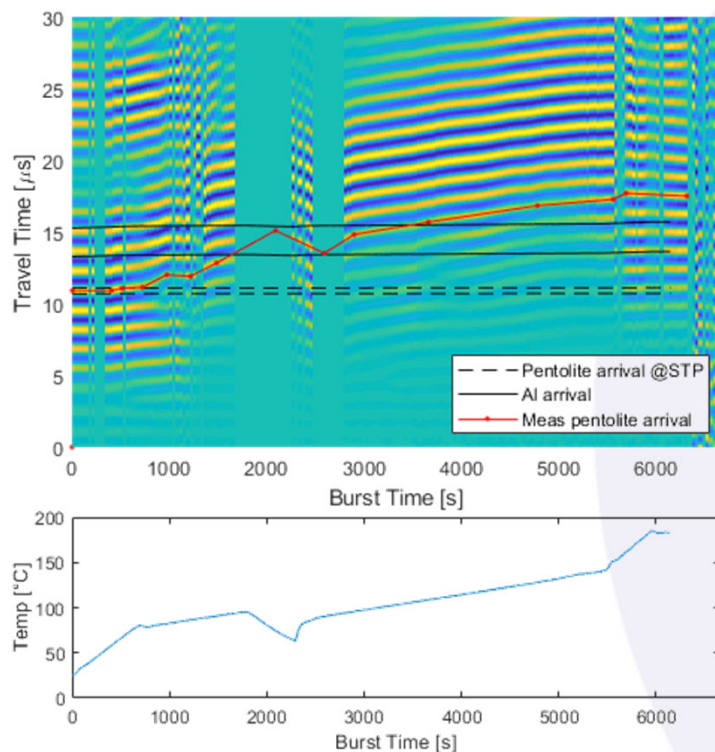 30
25
20
15
10
5
0
Travel Time [μs]
Pentolite arrival @STP
Al arrival
Meas pentolite arrival
0 1000 2000 3000 4000 5000 6000
Burst Time [s]
200
150
100
50
0
Temp [°C]
0 1000 2000 3000 4000 5000 6000
Burst Time [s]